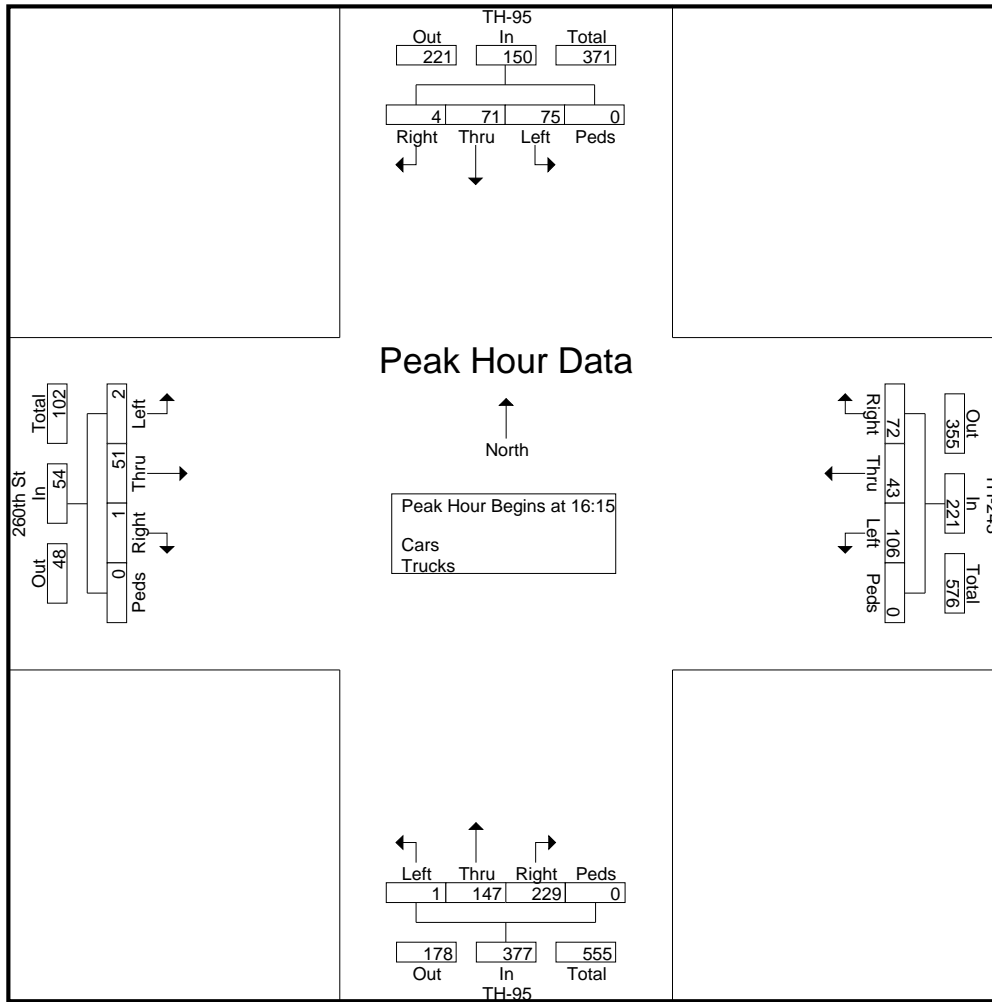 TH-95
Out In Total
221 150 371
4 71 75 0
Right Thru Left Peds
Peak Hour Data
North
Peak Hour Begins at 16:15
Cars
Trucks
260th St
Total In Out
102 54 48
2 51 1 0
Left Thru Right Peds
Right Thru Left Peds
72 43 106 0
Out In Total
355 221 576
Left Thru Right Peds
1 147 229 0
178 377 555
Out In Total
TH-95